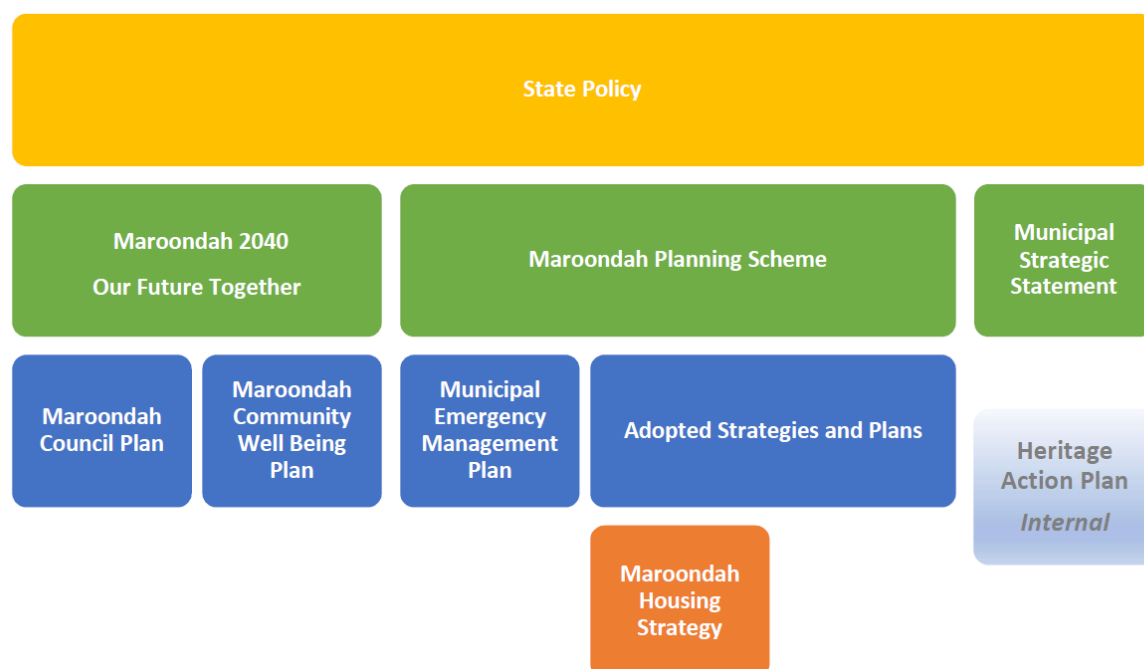 State Policy
Maroondah 2040
Our Future Together
Maroondah Planning Scheme
Municipal
Strategic
Statement
Maroondah
Council Plan
Maroondah
Community
Well Being
Plan
Municipal
Emergency
Management
Plan
Adopted Strategies and Plans
Heritage
Action Plan
Internal
Maroondah
Housing
Strategy